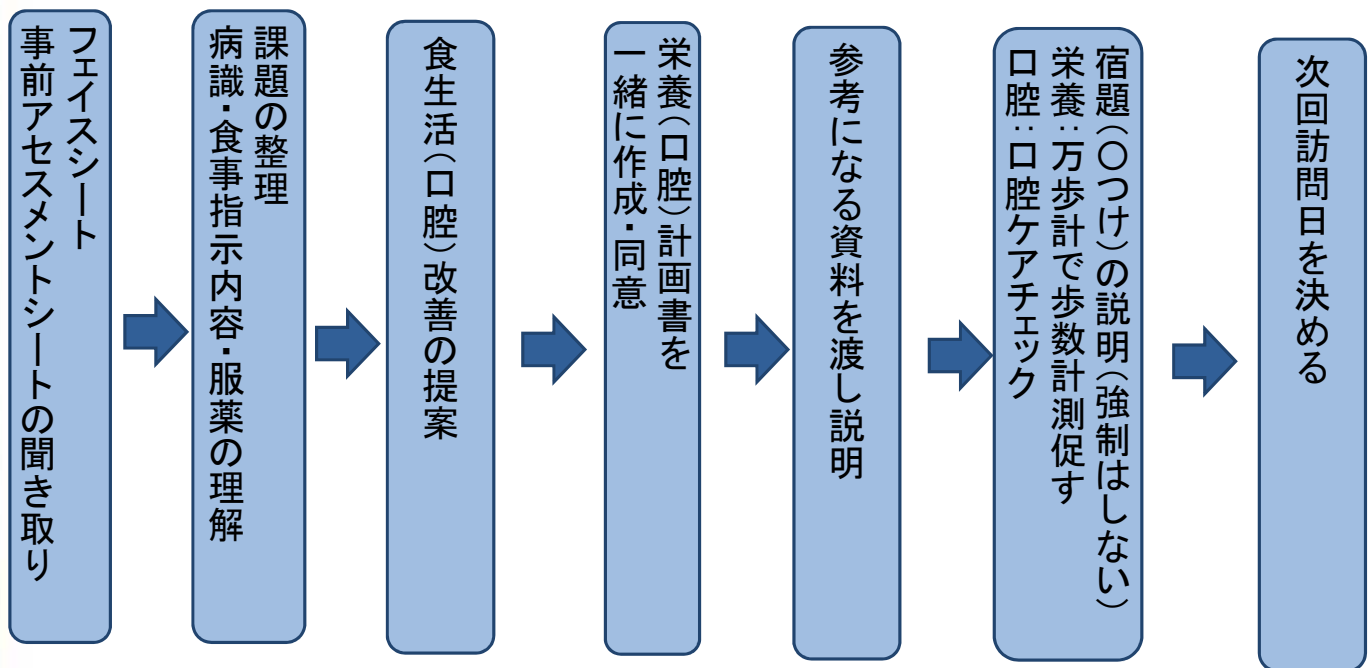 フェイスシート
事前アセスメントシートの聞き取り
課題の整理
病識・食事指示内容・服薬の理解
食生活(口腔)改善の提案
栄養(口腔)計画書を
一緒に作成・同意
参考になる資料を渡し説明
宿題(〇つけ)の説明(強制はしない)
栄養:万歩計で歩数計測促す
口腔:口腔ケアチェック
次回訪問日を決める